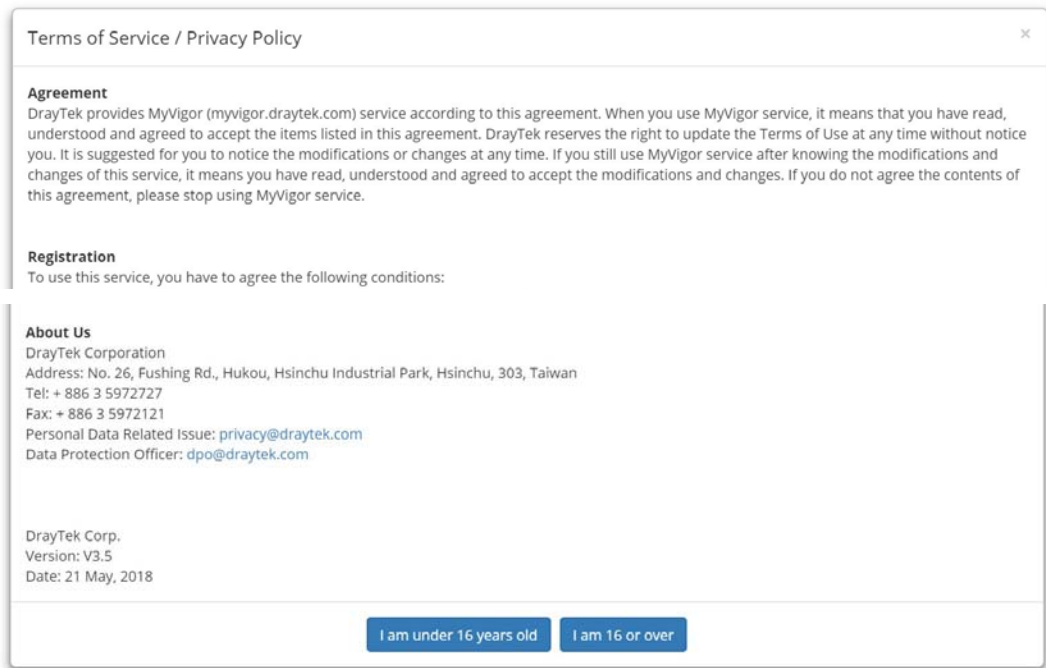 Terms of Service / Privacy Policy
×
Agreement
DrayTek provides MyVigor (myvigor.draytek.com) service according to this agreement. When you use MyVigor service, it means that you have read,
understood and agreed to accept the items listed in this agreement. DrayTek reserves the right to update the Terms of Use at any time without notice
you. It is suggested for you to notice the modifications or changes at any time. If you still use MyVigor service after knowing the modifications and
changes of this service, it means you have read, understood and agreed to accept the modifications and changes. If you do not agree the contents of
this agreement, please stop using MyVigor service.
Registration
To use this service, you have to agree the following conditions:
About Us
DrayTek Corporation
Address: No. 26, Fushing Rd., Hukou, Hsinchu Industrial Park, Hsinchu, 303, Taiwan
Tel: + 886 3 5972727
Fax: + 886 3 5972121
Personal Data Related Issue: privacy@draytek.com
Data Protection Officer: dpo@draytek.com
DrayTek Corp.
Version: V3.5
Date: 21 May, 2018
I am under 16 years old
I am 16 or over